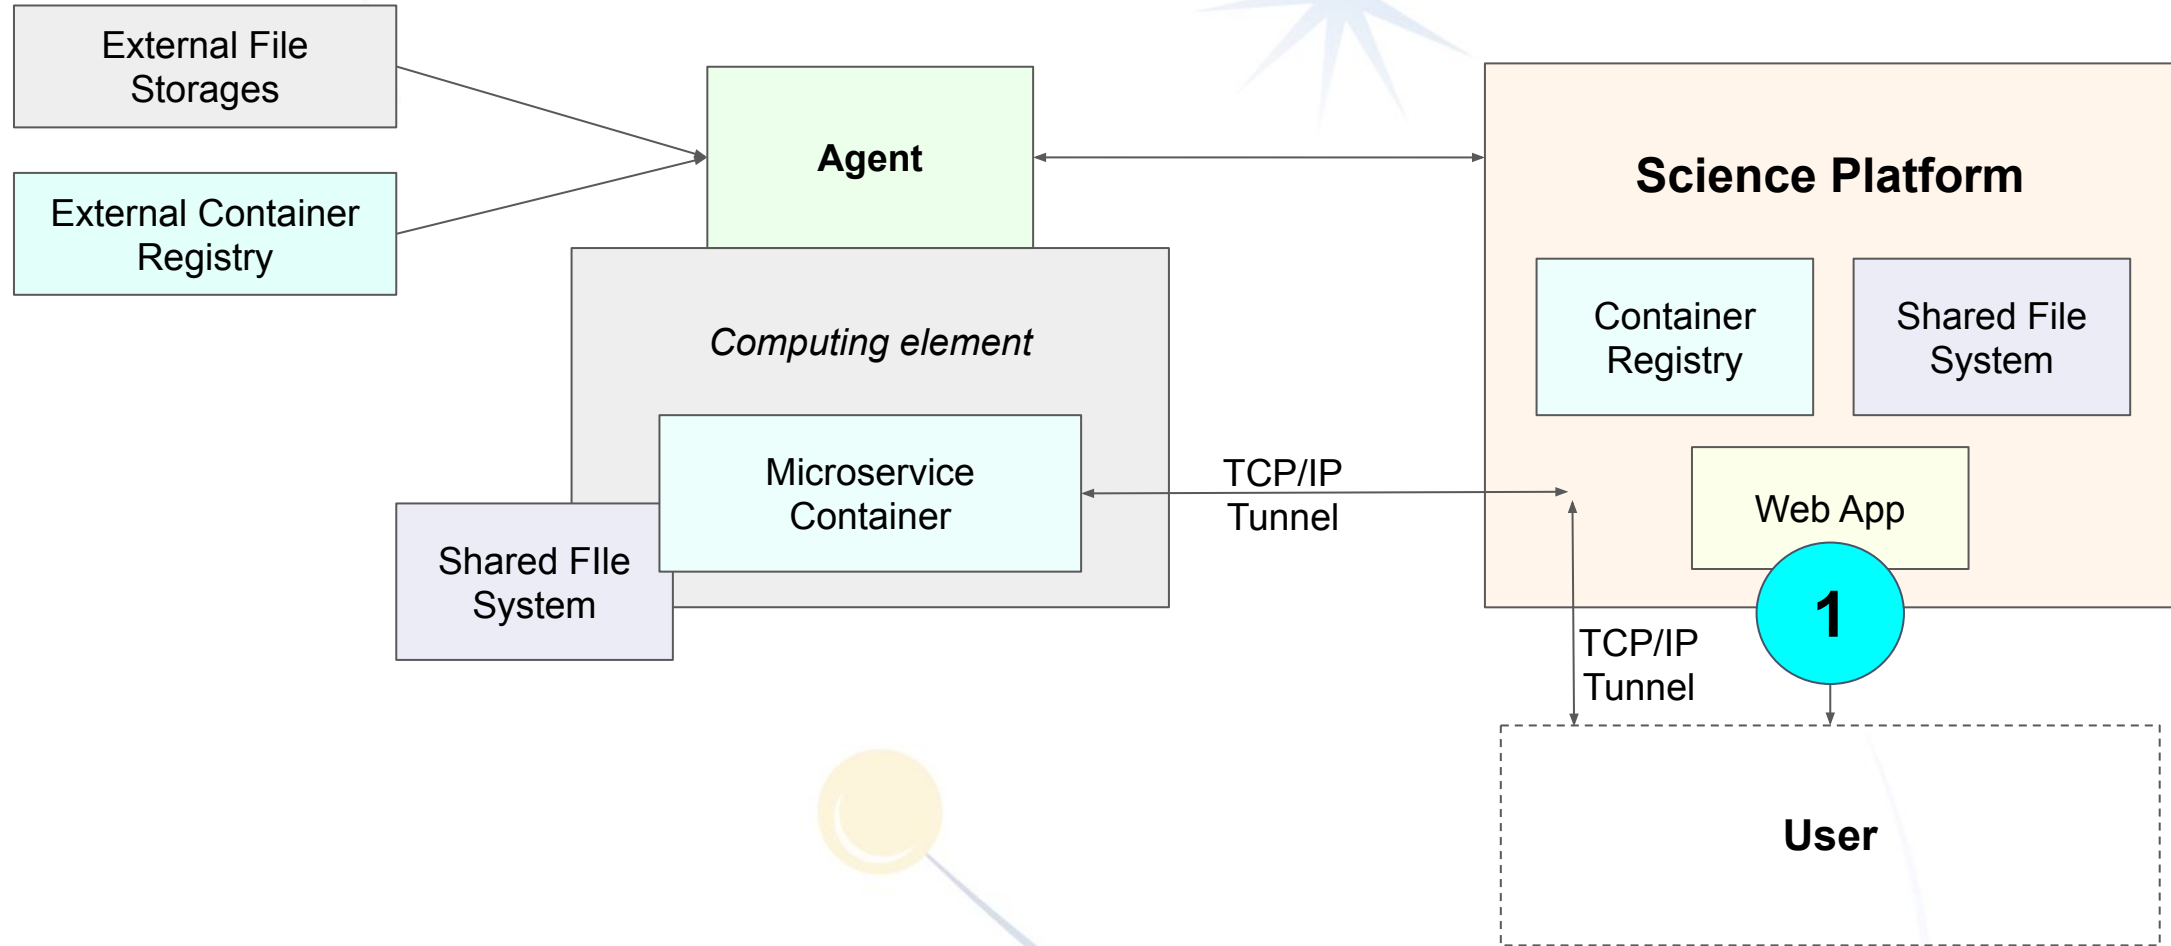 External File
Storages
External Container
Registry
Agent
Computing element
Microservice
Container
Shared FIle
System
TCP/IP
Tunnel
Science Platform
Container
Registry
Shared File
System
Web App
1
TCP/IP
Tunnel
User